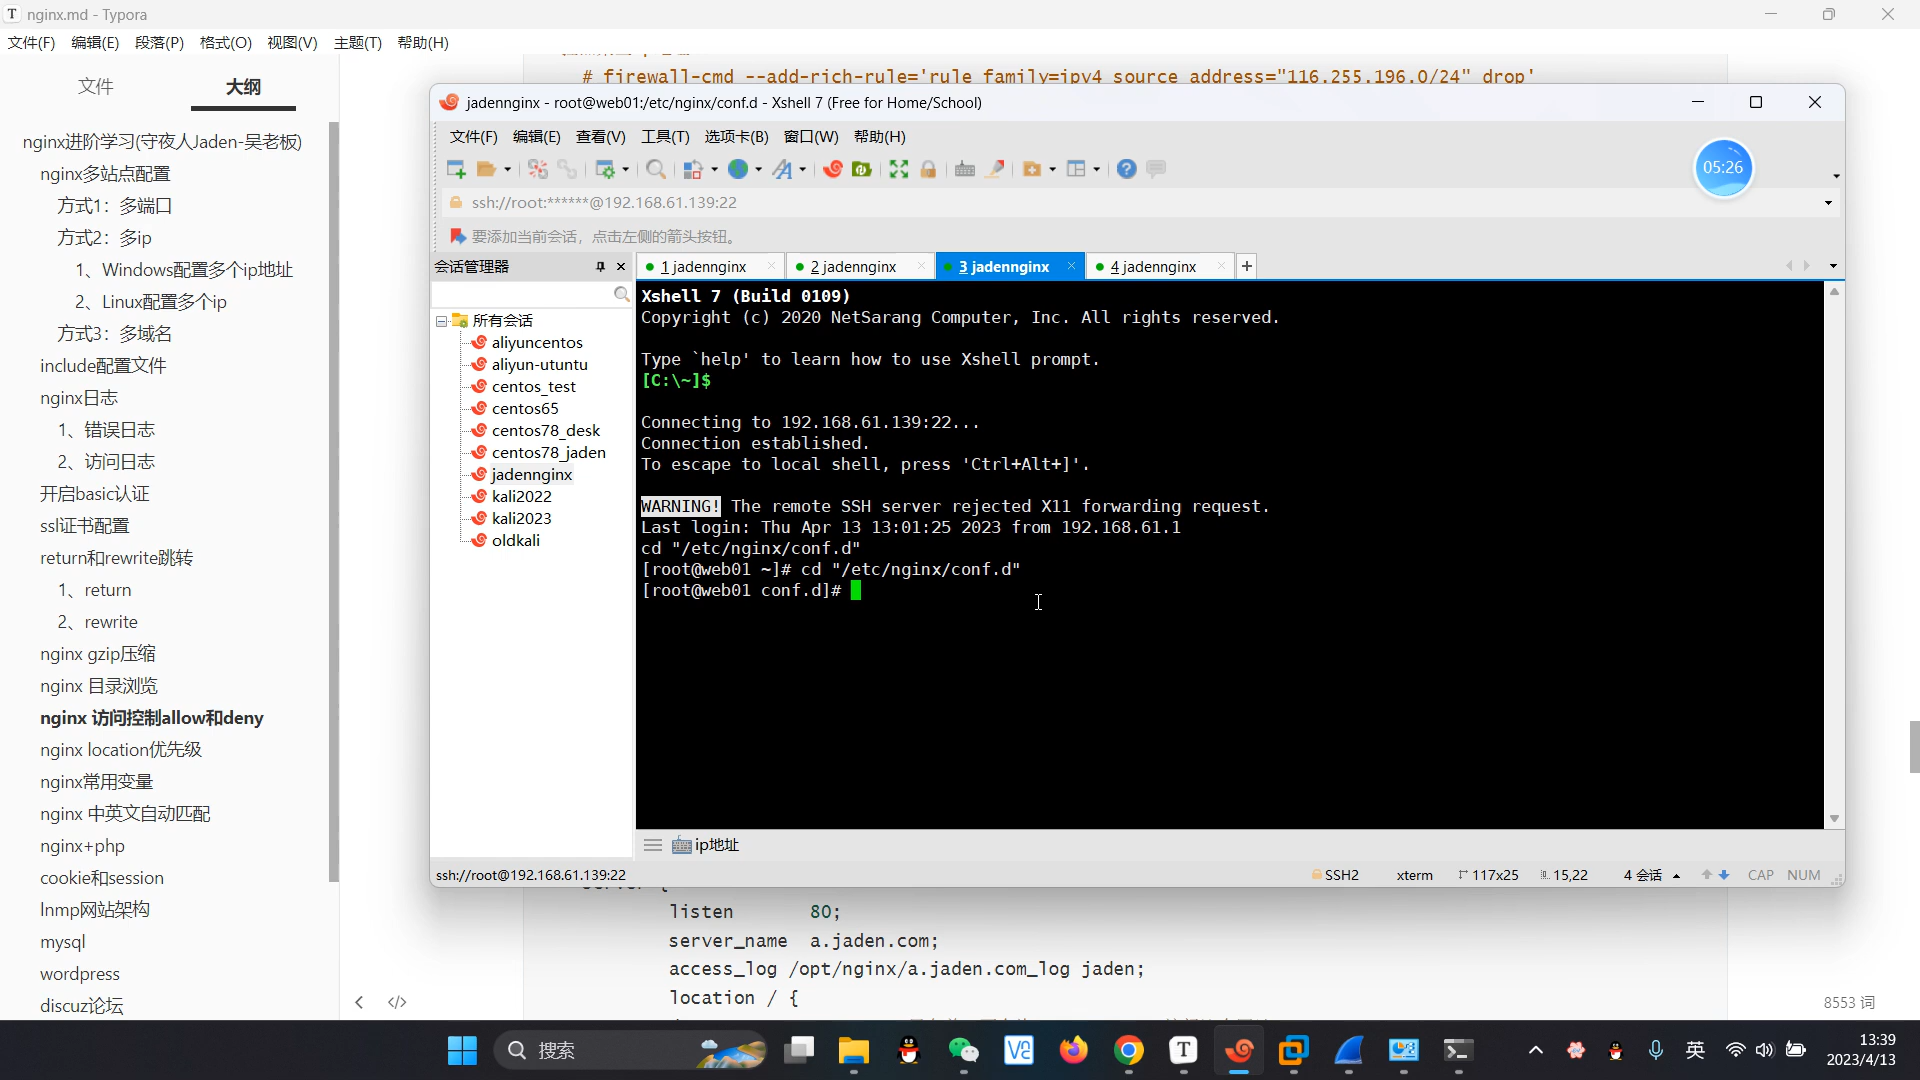 nginx.md - Typora
文件(F) 编辑(E) 段落(P) 格式(O) 视图(V) 主题(T) 帮助(H)
文件 大纲
nginx进阶学习(守夜人Jaden-吴老板)
nginx多站点配置
方式1：多端口
方式2：多ip
1、Windows配置多个ip地址
2、Linux配置多个ip
方式3：多域名
include配置文件
nginx日志
1、错误日志
2、访问日志
开启basic认证
ssl证书配置
return和rewrite跳转
1、return
2、rewrite
nginx gzip压缩
nginx 目录浏览
nginx 访问控制allow和deny
nginx location优先级
nginx常用变量
nginx 中英文自动匹配
nginx+php
cookie和session
lnmp网站架构
mysql
wordpress
discuz论坛
# firewall-cmd --add-rich-rule='rule family=ipv4 source address="116.255.196.0/24" drop'
jadennginx - root@web01:/etc/nginx/conf.d - Xshell 7 (Free for Home/School)
文件(F) 编辑(E) 查看(V) 工具(T) 选项卡(B) 窗口(W) 帮助(H)
05:26
ssh://root:******@192.168.61.139:22
要添加当前会话，点击左侧的箭头按钮。
会话管理器
1 jadennginx 2 jadennginx 3 jadennginx 4 jadennginx
所有会话
aliyuncentos
aliyun-ututu
centos_test
centos65
centos78_desk
centos78_jaden
jadennginx
kali2022
kali2023
oldkali
Xshell 7 (Build 0109)
Copyright (c) 2020 NetSarang Computer, Inc. All rights reserved.
Type `help' to learn how to use Xshell prompt.
[C:\~]$
Connecting to 192.168.61.139:22...
Connection established.
To escape to local shell, press 'Ctrl+Alt+]'.
WARNING! The remote SSH server rejected X11 forwarding request.
Last login: Thu Apr 13 13:01:25 2023 from 192.168.61.1
cd "/etc/nginx/conf.d"
[root@web01 ~]# cd "/etc/nginx/conf.d"
[root@web01 conf.d]#
ip地址
ssh://root@192.168.61.139:22 SSH2 xterm 117x25 15,22 4 会话 CAP NUM
listen 80;
server_name a.jaden.com;
access_log /opt/nginx/a.jaden.com_log jaden;
location / {
8553 词
搜索
英
13:39
2023/4/13